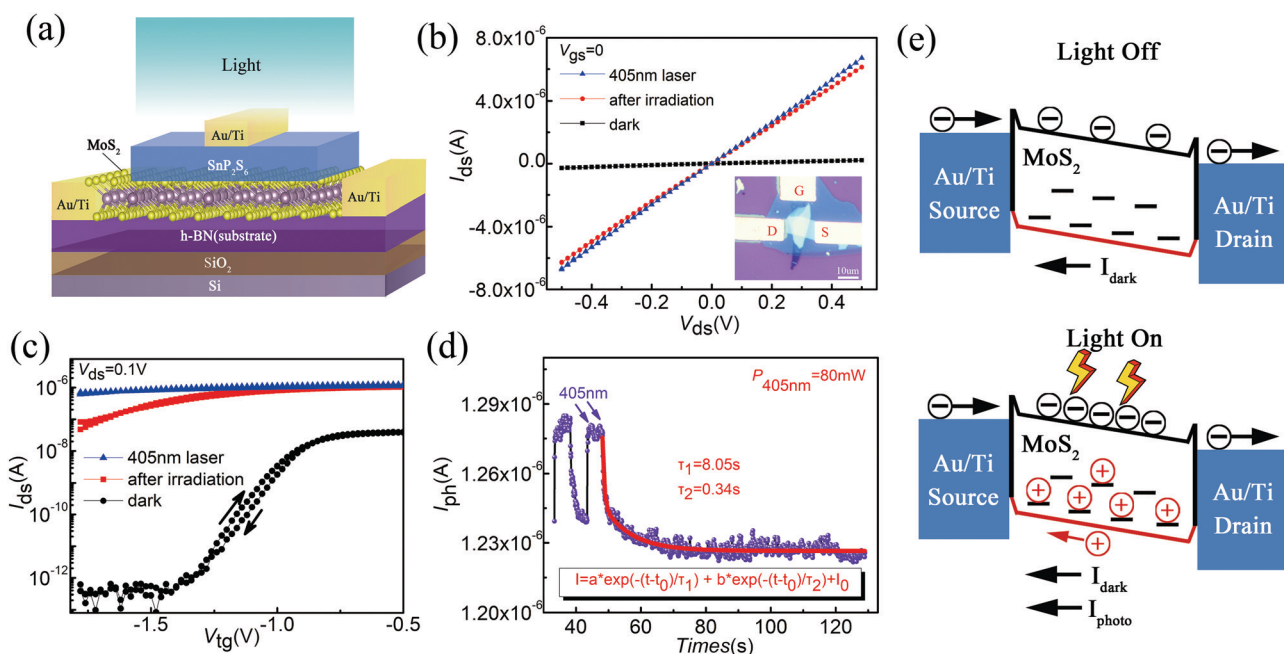 (a)
Light
Au/Ti
MoS2
SnP2S6
Au/Ti
Au/Ti
h-BN(substrate)
SiO2
Si
(b)
8.0x10-6
4.0x10-6
0.0
-4.0x10-6
-8.0x10-6
Ids(A)
Vgs=0
405nm laser
after irradiation
dark
G
D
S
10um
-0.4
-0.2
0.0
0.2
0.4
Vds(V)
(c)
Vds=0.1V
10-6
10-8
10-10
10-12
Ids(A)
405nm laser
after irradiation
dark
-1.5
-1.0
-0.5
Vtg(V)
(d)
P405nm=80mW
405nm
1.29x10-6
1.26x10-6
1.23x10-6
1.20x10-6
Iph(A)
τ1=8.05s
τ2=0.34s
I=a*exp(-(t-t0)/τ1) + b*exp(-(t-t0)/τ2)+I0
40
60
80
100
120
Times(s)
(e)
Light Off
MoS2
Au/Ti
Source
Au/Ti
Drain
Idark
Light On
MoS2
Au/Ti
Source
Au/Ti
Drain
Idark
Iphoto